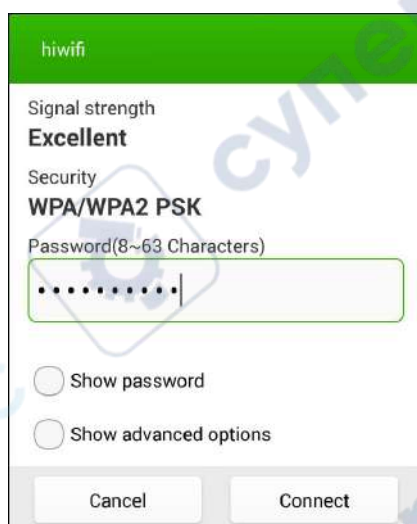 hiwifi
Signal strength
Excellent
Security
WPA/WPA2 PSK
Password(8~63 Characters)
••••••••••
Show password
Show advanced options
Cancel
Connect